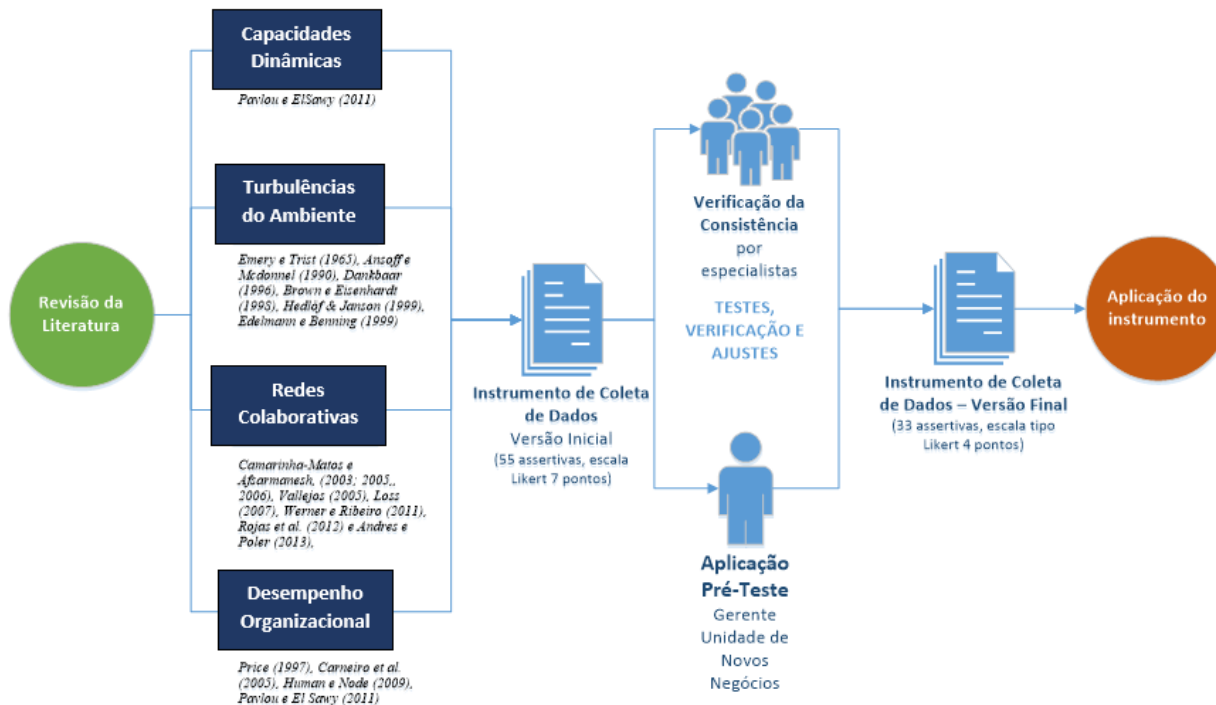 Revisão da
Literatura
Capacidades
Dinâmicas
Pavlou e ElSawy (2011)
Turbulências
do Ambiente
Emery e Trist (1965), Ansoff e
Mcdonnel (1990), Dankbaar
(1996), Brown e Eisenhardt
(1998), Hedlöf & Janson (1999),
Edelmann e Benning (1999)
Redes
Colaborativas
Camarinha-Matos e
Afsarmanesh, (2003; 2005,,
2006), Vallejos (2005), Loss
(2007), Werner e Ribeiro (2011),
Rojas et al. (2012) e Andres e
Poler (2013),
Desempenho
Organizacional
Price (1997), Carneiro et al.
(2005), Human e Node (2009),
Pavlou e El Sawy (2011)
Instrumento de Coleta
de Dados
Versão Inicial
(55 assertivas, escala
Likert 7 pontos)
Verificação da
Consistência
por
especialistas
TESTES,
VERIFICAÇÃO E
AJUSTES
Aplicação
Pré-Teste
Gerente
Unidade de
Novos
Negócios
Instrumento de Coleta
de Dados – Versão Final
(33 assertivas, escala tipo
Likert 4 pontos)
Aplicação do
instrumento